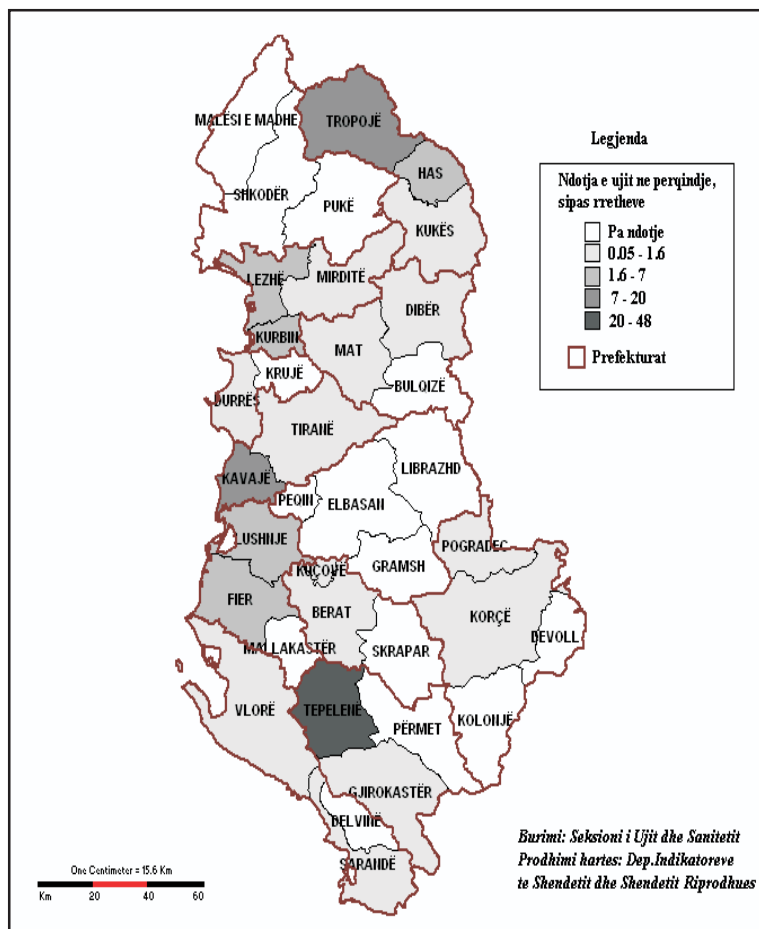 MALËSI E MADHE
TROPOJË
HAS
SHKODËR
PUKË
KUKËS
LEZHË
MIRDITË
DIBËR
KURBIN
MAT
KRUJË
BULQIZË
DURRËS
TIRANË
LIBRAZHD
KAVAJË
PEQIN
ELBASAN
LUSHNJE
POGRADEC
KUÇOVË
GRAMSH
FIER
BERAT
KORÇË
DEVOLL
MALLAKASTËR
SKRAPAR
VLORË
TEPELENË
PËRMET
KOLONJË
GJIROKASTËR
DELVINË
SARANDË
Legjenda
Ndotja e ujit ne perqindje,
sipas rretheve
Pa ndotje
0.05 - 1.6
1.6 - 7
7 - 20
20 - 48
Prefekturat
One Centimeter = 15.6 Km
Km 20 40 60
Burimi: Seksioni i Ujit dhe Sanitetit
Prodhimi hartes: Dep.Indikatoreve
te Shendetit dhe Shendetit Riprodhues